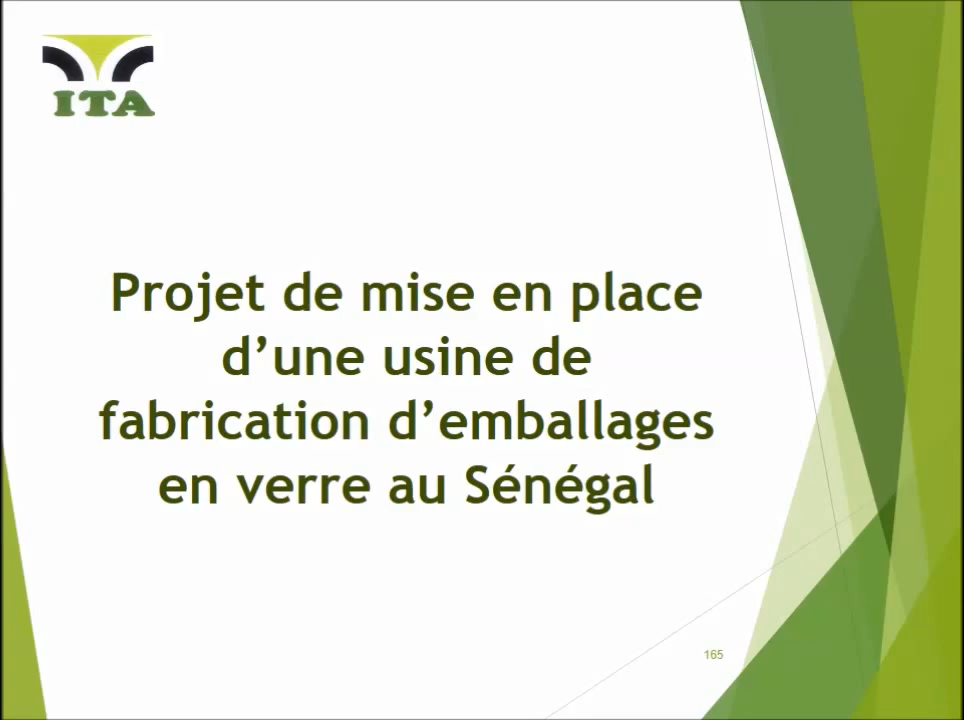 ITA
Projet de mise en place
d’une usine de
fabrication d’emballages
en verre au Sénégal
165